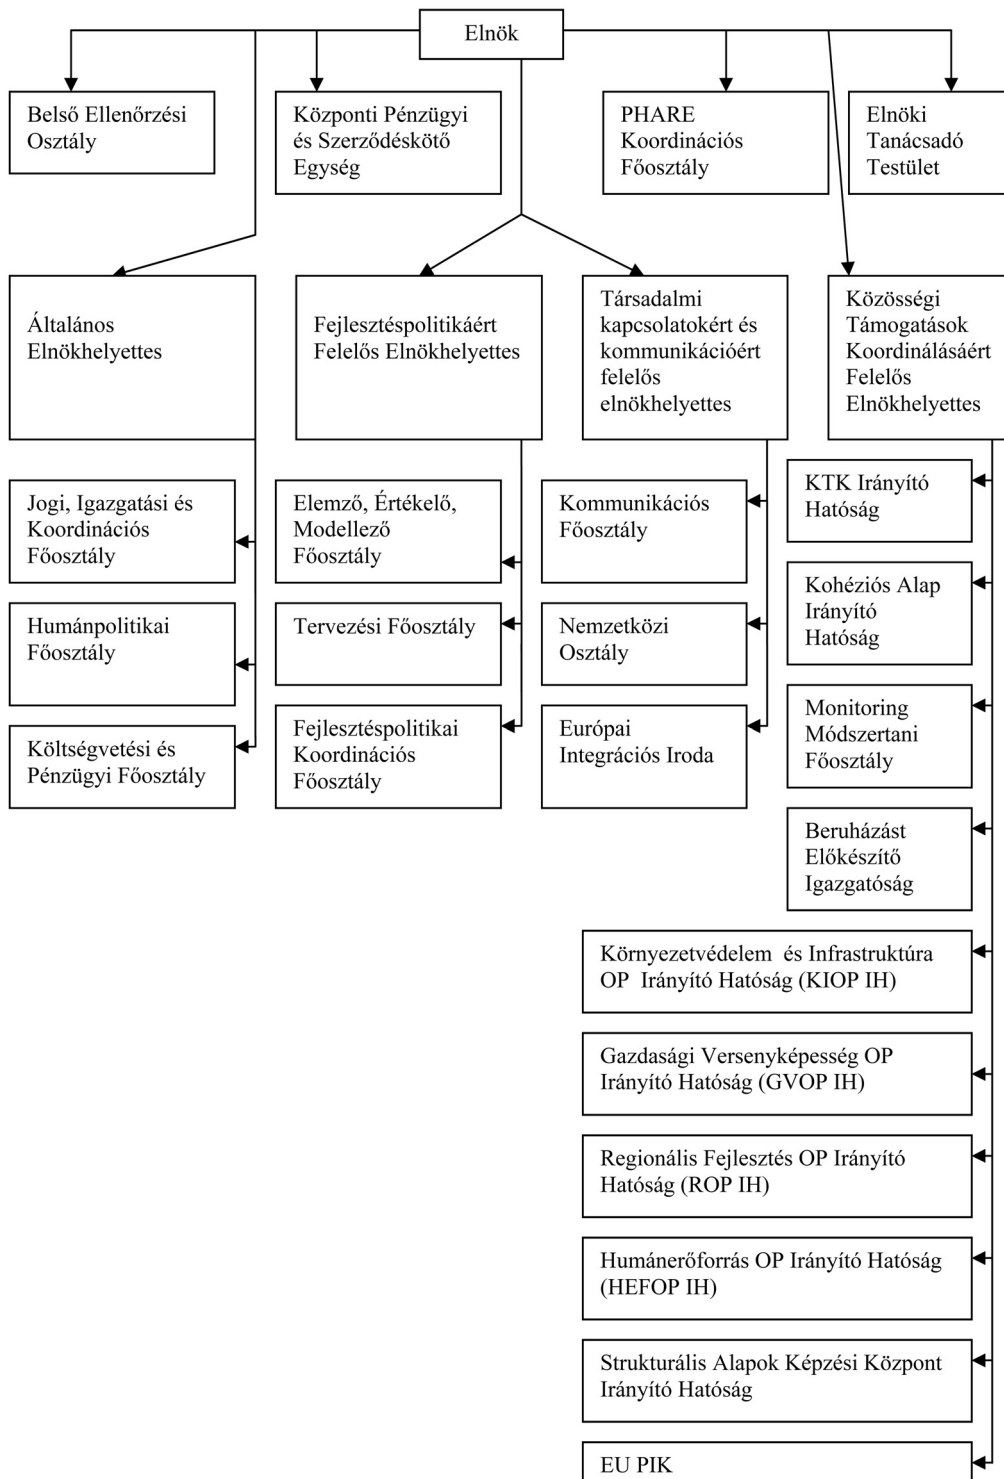 Elnök
Belső Ellenőrzési
Osztály
Központi Pénzügyi
és Szerződéskötő
Egység
PHARE
Koordinációs
Főosztály
Elnöki
Tanácsadó
Testület
Általános
Elnökhelyettes
Fejlesztéspolitikáért
Felelős Elnökhelyettes
Társadalmi
kapcsolatokért és
kommunikációért
felelős
elnökhelyettes
Közösségi
Támogatások
Koordinálásáért
Felelős
Elnökhelyettes
Jogi, Igazgatási és
Koordinációs
Főosztály
Humánpolitikai
Főosztály
Költségvetési és
Pénzügyi Főosztály
Elemző, Értékelő,
Modellező
Főosztály
Tervezési Főosztály
Fejlesztéspolitikai
Koordinációs
Főosztály
Kommunikációs
Főosztály
Nemzetközi
Osztály
Európai
Integrációs Iroda
KTK Irányító
Hatóság
Kohéziós Alap
Irányító
Hatóság
Monitoring
Módszertani
Főosztály
Beruházást
Előkészítő
Igazgatóság
Környezetvédelem és Infrastruktúra
OP Irányító Hatóság (KIOP IH)
Gazdasági Versenyképesség OP
Irányító Hatóság (GVOP IH)
Regionális Fejlesztés OP Irányító
Hatóság (ROP IH)
Humánerőforrás OP Irányító Hatóság
(HEFOP IH)
Strukturális Alapok Képzési Központ
Irányító Hatóság
EU PIK